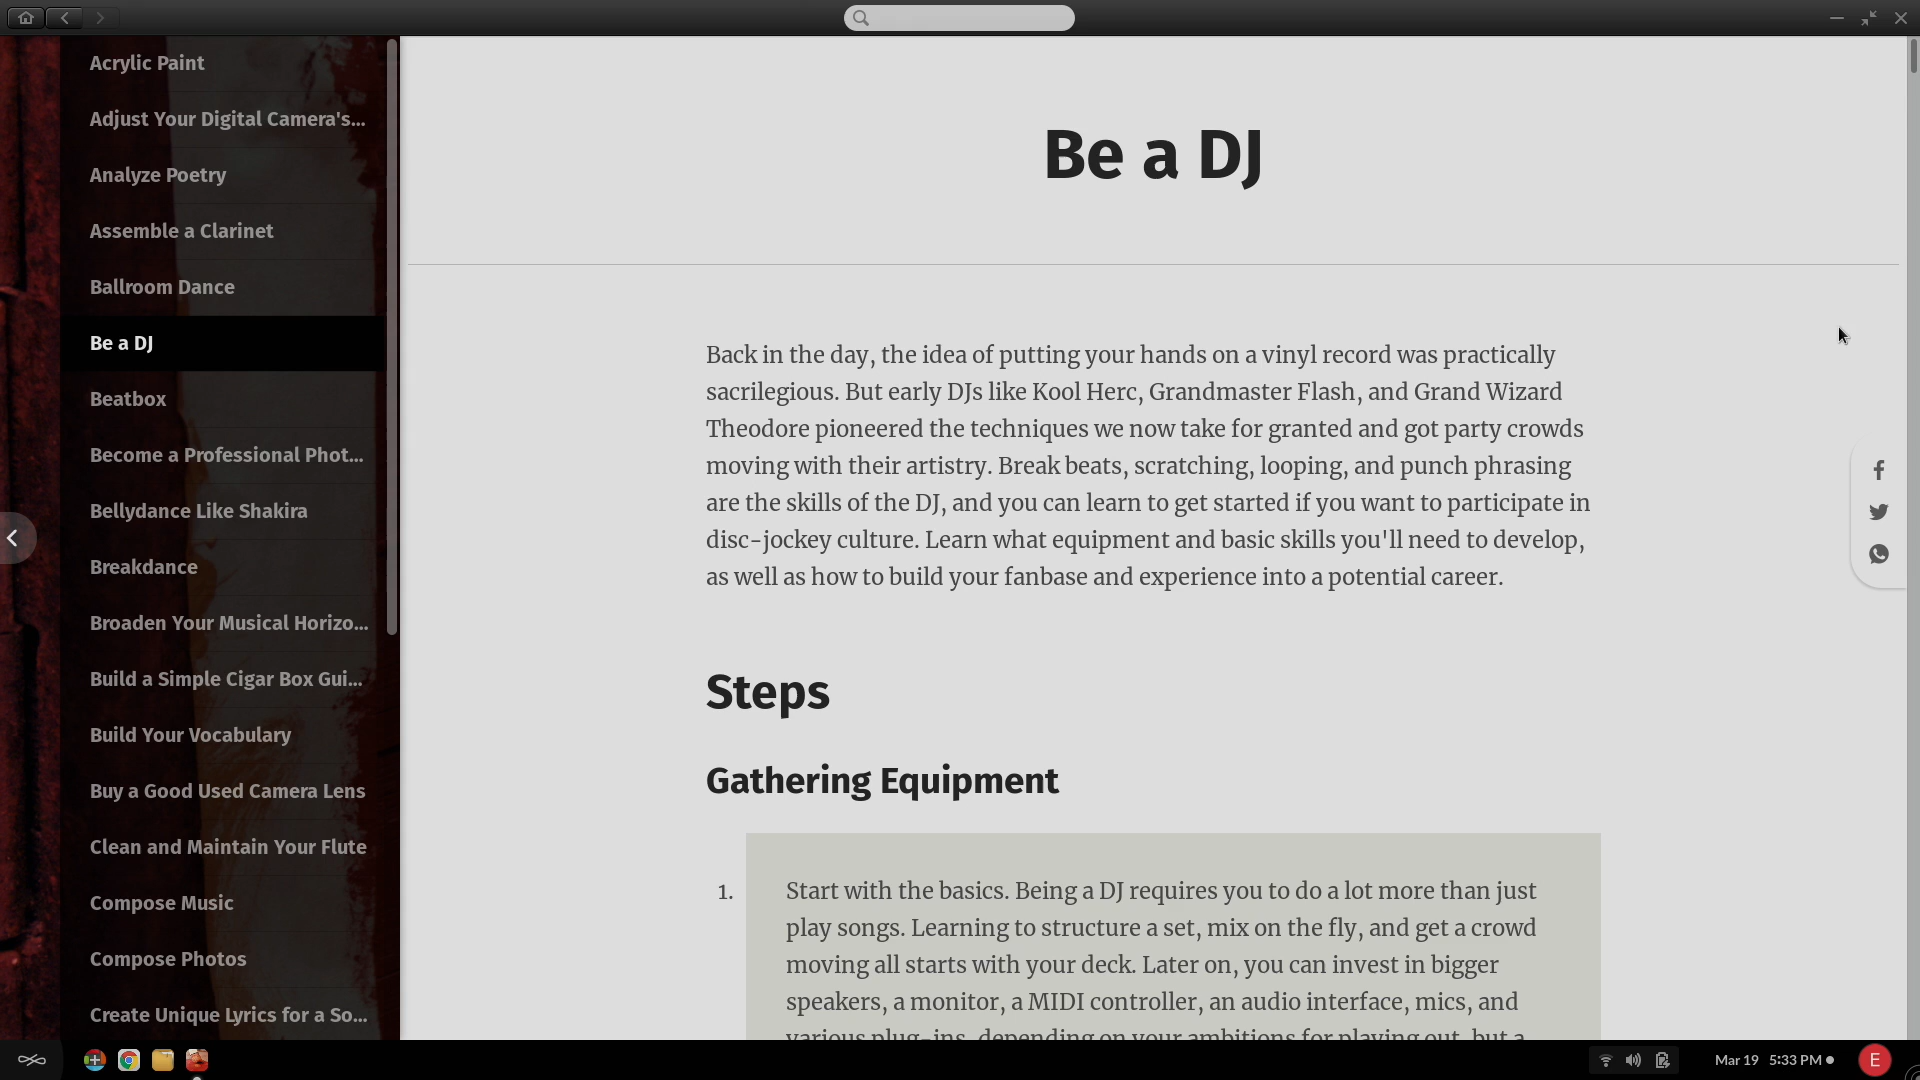 Acrylic Paint
Adjust Your Digital Camera's...
Analyze Poetry
Assemble a Clarinet
Ballroom Dance
Be a DJ
Beatbox
Become a Professional Phot...
Bellydance Like Shakira
Breakdance
Broaden Your Musical Horizo...
Build a Simple Cigar Box Gui...
Build Your Vocabulary
Buy a Good Used Camera Lens
Clean and Maintain Your Flute
Compose Music
Compose Photos
Create Unique Lyrics for a So...
Be a DJ
Back in the day, the idea of putting your hands on a vinyl record was practically
sacrilegious. But early DJs like Kool Herc, Grandmaster Flash, and Grand Wizard
Theodore pioneered the techniques we now take for granted and got party crowds
moving with their artistry. Break beats, scratching, looping, and punch phrasing
are the skills of the DJ, and you can learn to get started if you want to participate in
disc-jockey culture. Learn what equipment and basic skills you'll need to develop,
as well as how to build your fanbase and experience into a potential career.
Steps
Gathering Equipment
1. Start with the basics. Being a DJ requires you to do a lot more than just
play songs. Learning to structure a set, mix on the fly, and get a crowd
moving all starts with your deck. Later on, you can invest in bigger
speakers, a monitor, a MIDI controller, an audio interface, mics, and
various plug-ins, depending on your ambitions for playing out, but a
Mar 19 5:33 PM
E